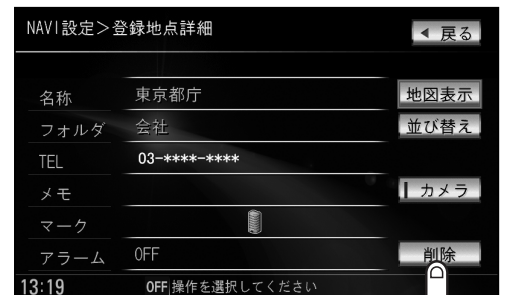 NAVI設定>登録地点詳細
◀ 戻る
名称 東京都庁 地図表示
フォルダ 会社 並び替え
TEL 03-****-****
メモ カメラ
マーク
アラーム OFF 削除
13:19 OFF 操作を選択してください